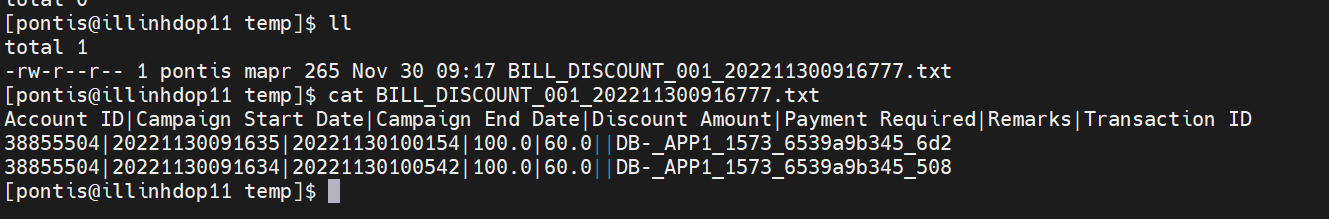 total 0
[pontis@illinhdop11 temp]$ ll
total 1
-rw-r--r-- 1 pontis mapr 265 Nov 30 09:17 BILL_DISCOUNT_001_202211300916777.txt
[pontis@illinhdop11 temp]$ cat BILL_DISCOUNT_001_202211300916777.txt
Account ID|Campaign Start Date|Campaign End Date|Discount Amount|Payment Required|Remarks|Transaction ID
38855504|20221130091635|20221130100154|100.0|60.0||DB-_APP1_1573_6539a9b345_6d2
38855504|20221130091634|20221130100542|100.0|60.0||DB-_APP1_1573_6539a9b345_508
[pontis@illinhdop11 temp]$